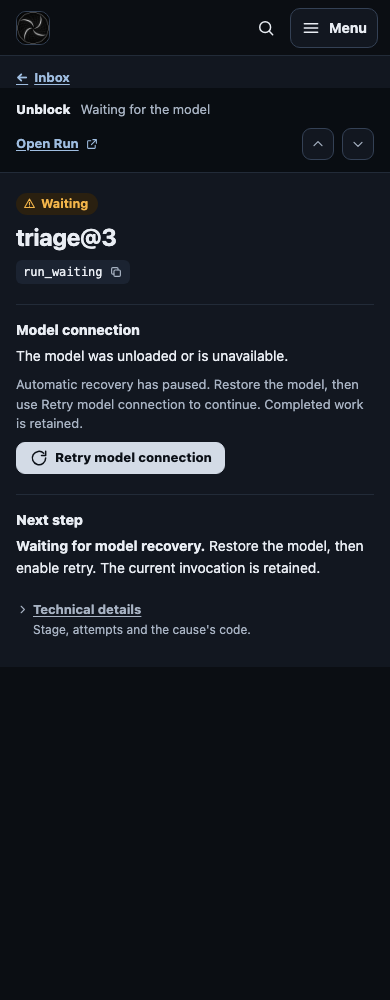 Menu
← Inbox
Unblock Waiting for the model
Open Run
Waiting
triage@3
run_waiting
Model connection
The model was unloaded or is unavailable.
Automatic recovery has paused. Restore the model, then
use Retry model connection to continue. Completed work
is retained.
Retry model connection
Next step
Waiting for model recovery. Restore the model, then
enable retry. The current invocation is retained.
Technical details
Stage, attempts and the cause's code.